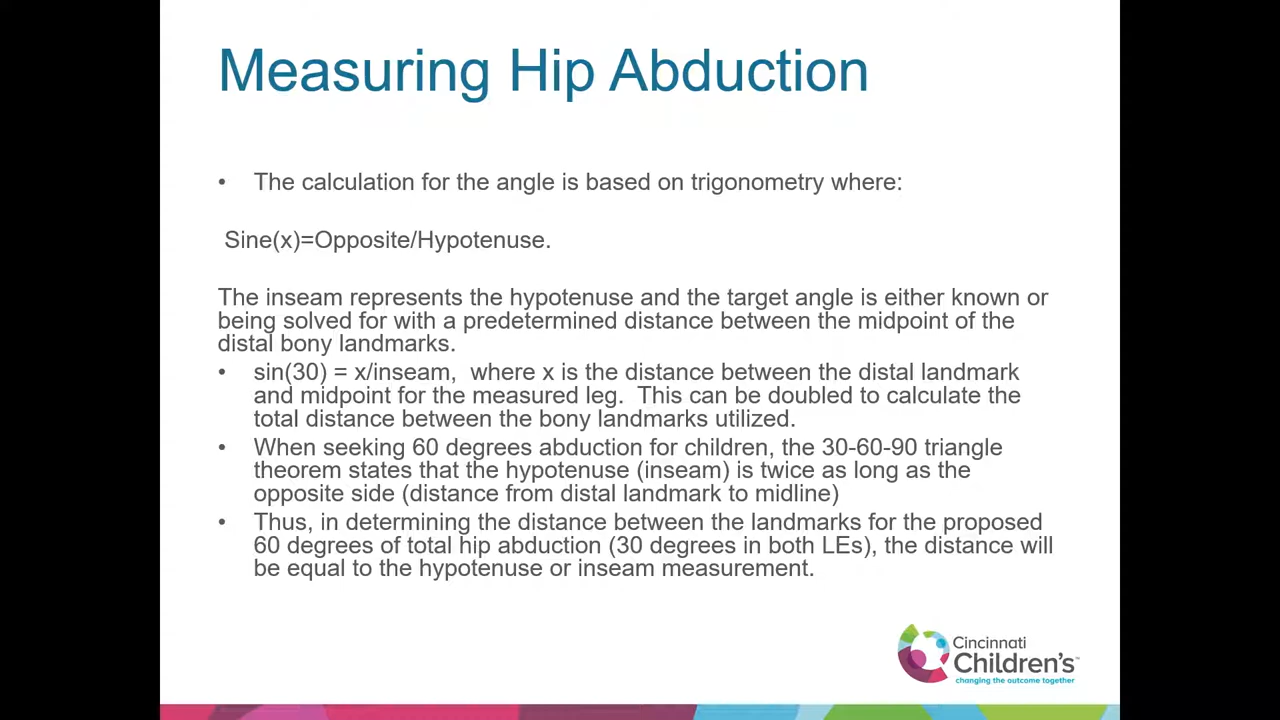 Measuring Hip Abduction
• The calculation for the angle is based on trigonometry where:
Sine(x)=Opposite/Hypotenuse.
The inseam represents the hypotenuse and the target angle is either known or
being solved for with a predetermined distance between the midpoint of the
distal bony landmarks.
• sin(30) = x/inseam, where x is the distance between the distal landmark
and midpoint for the measured leg. This can be doubled to calculate the
total distance between the bony landmarks utilized.
• When seeking 60 degrees abduction for children, the 30-60-90 triangle
theorem states that the hypotenuse (inseam) is twice as long as the
opposite side (distance from distal landmark to midline)
• Thus, in determining the distance between the landmarks for the proposed
60 degrees of total hip abduction (30 degrees in both LEs), the distance will
be equal to the hypotenuse or inseam measurement.
Cincinnati
Children's™
changing the outcome together